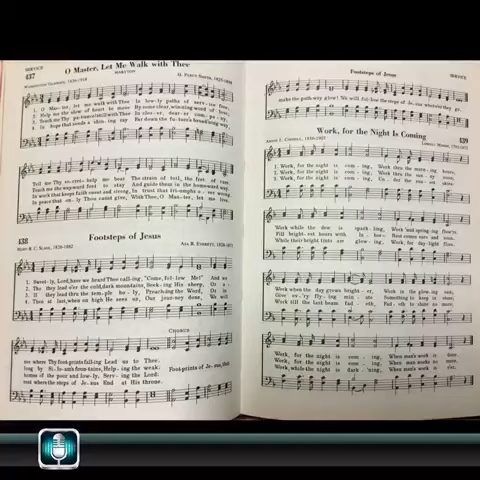 SERVICE
437
O Master, Let Me Walk with Thee
WASHINGTON GLADDEN, 1836-1918
MARYTON
H. PERCY SMITH, 1825-1898
1. O Mas-ter, let me walk with Thee In low-ly paths of serv-ice free;
2. Help me the slow of heart to move By some clear, win-ning word of love;
3. Teach me Thy pa-tience! still with Thee In clos-er, dear-er com-pa-ny,
4. In hope that sends a shin-ing ray Far down the fu-ture's broad'ning way,
Tell me Thy se-cret; help me bear The strain of toil, the fret of care.
Teach me the wayward feet to stay And guide them in the homeward way.
In work that keeps faith sweet and strong, In trust that tri-umphs o-ver wrong,
In peace that on-ly Thou canst give, With Thee, O Mas-ter, let me live.
438
Footsteps of Jesus
MARY B. C. SLADE, 1826-1882
ASA B. EVERETT, 1828-1875
1. Sweetly, Lord, have we heard Thee call-ing, "Come, fol-low Me!" And we
2. Tho they lead o'er the cold, dark mountains, Seek-ing His sheep, Or a-
3. If they lead thro the tem-ple ho-ly, Preach-ing the Word, Or in
4. Then at last, when on high He sees us, Our jour-ney done, We will
CHORUS
see where Thy foot-prints fall-ing Lead us to Thee.
long by Si-lo-am's foun-tains, Help-ing the weak:
homes of the poor and low-ly, Serv-ing the Lord:
rest where the steps of Je-sus End at His throne.
Foot-prints of Je-sus, that
Footsteps of Jesus
SERVICE
make the path-way glow! We will fol-low the steps of Je-sus wher-e'er they go.
Work, for the Night Is Coming
439
ANNIE L. COGHILL, 1836-1907
LOWELL MASON, 1792-1872
1. Work, for the night is com-ing, Work thru the morn-ing hours,
2. Work, for the night is com-ing, Work thru the sun-ny
3. Work, for the night is com-ing, Un-der the sun-set skies:
Work while the dew is spark-ling, Work 'mid spring-ing flow'rs.
Fill bright-est hours with la-bor, Rest comes sure and soon.
While their bright tints are glow-ing, Work, for day-light flies.
Work when the day grows bright-er, Work in the glow-ing sun,
Give ev-'ry fly-ing min-ute Something to keep in store;
Work till the last beam fad-eth, Fad-eth to shine no more,
Work, for the night is com-ing, When man's work is done.
Work, for the night is com-ing, When man works no more.
Work, while the night is dark-'ning, When man's work is o'er.